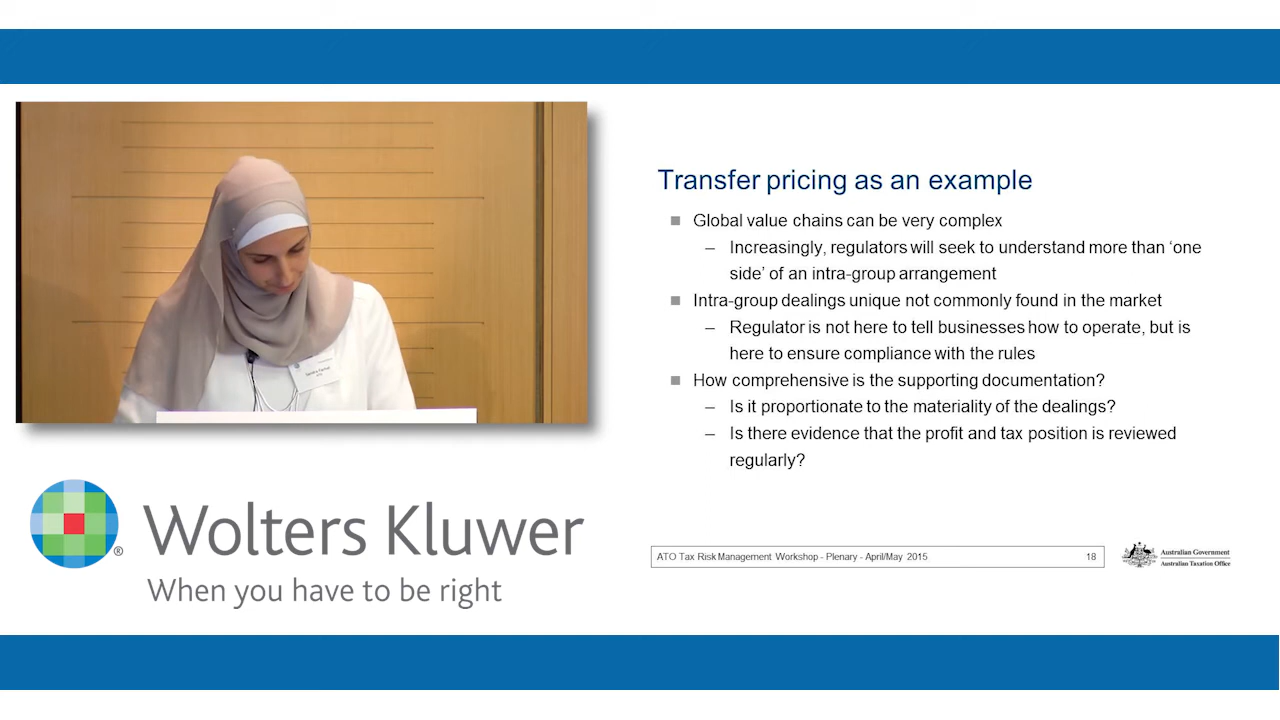 Transfer pricing as an example
Global value chains can be very complex
– Increasingly, regulators will seek to understand more than ‘one
side’ of an intra-group arrangement
Intra-group dealings unique not commonly found in the market
– Regulator is not here to tell businesses how to operate, but is
here to ensure compliance with the rules
How comprehensive is the supporting documentation?
– Is it proportionate to the materiality of the dealings?
– Is there evidence that the profit and tax position is reviewed
regularly?
Wolters Kluwer
®
When you have to be right
ATO Tax Risk Management Workshop - Plenary - April/May 2015
18
Australian Government
Australian Taxation Office